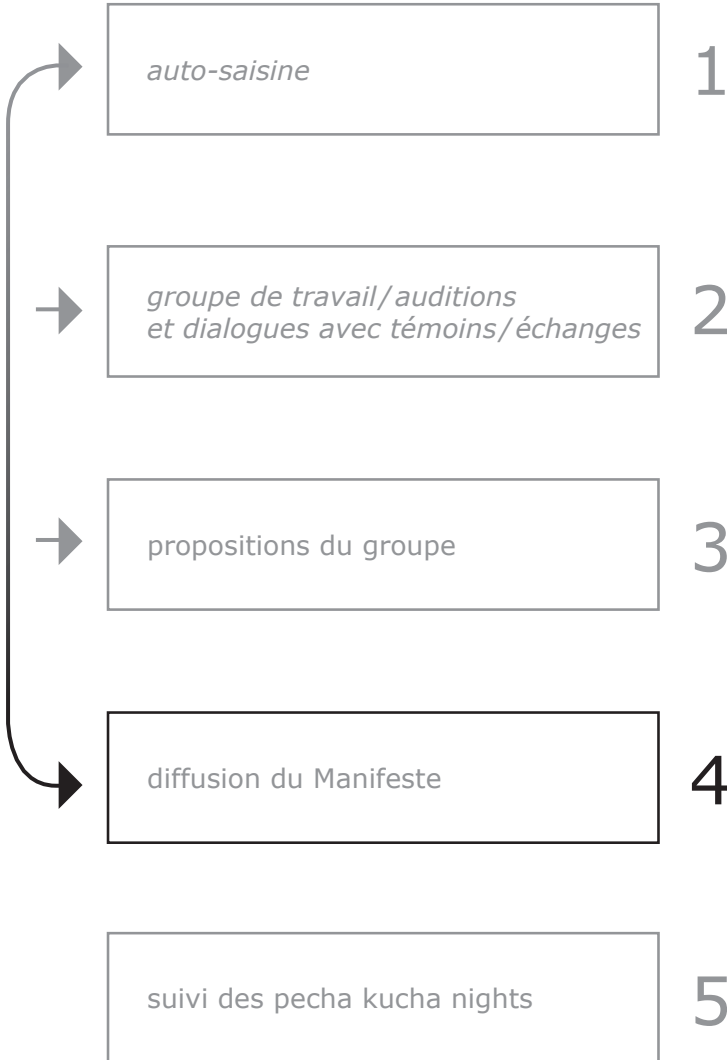 auto-saisine
1
groupe de travail/auditions
et dialogues avec témoins/échanges
2
propositions du groupe
3
diffusion du Manifeste
4
suivi des pecha kucha nights
5